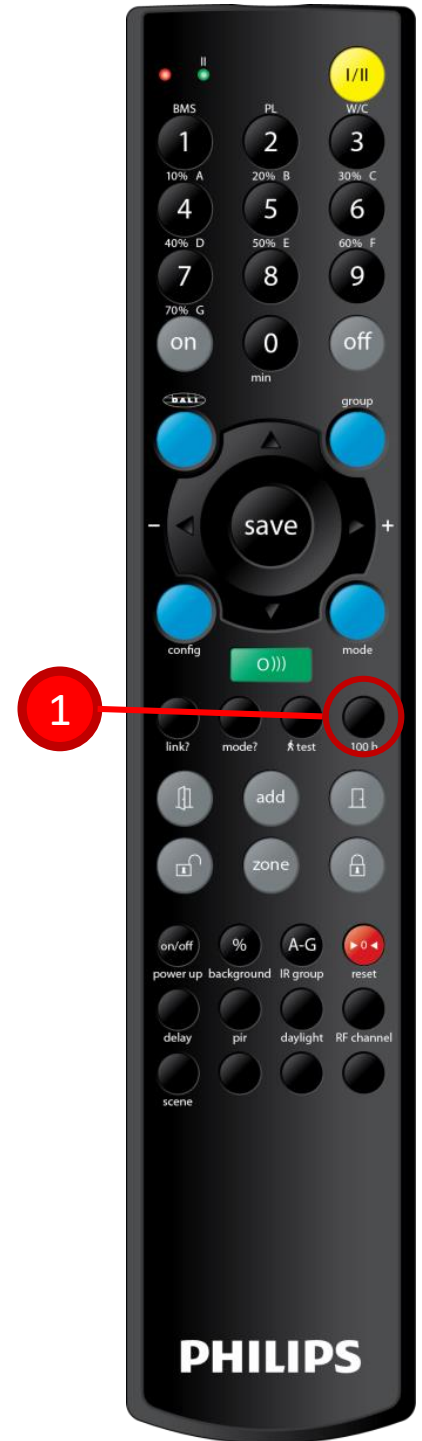 II
I/II
BMS PL W/C
1 2 3
10% A 20% B 30% C
4 5 6
40% D 50% E 60% F
7 8 9
70% G
on 0 off
min
DALI group
- save +
config mode
O)))
1
link? mode? test 100 h
add
zone
on/off % A-G ►0◄
power up background IR group reset
delay pir daylight RF channel
scene
PHILIPS